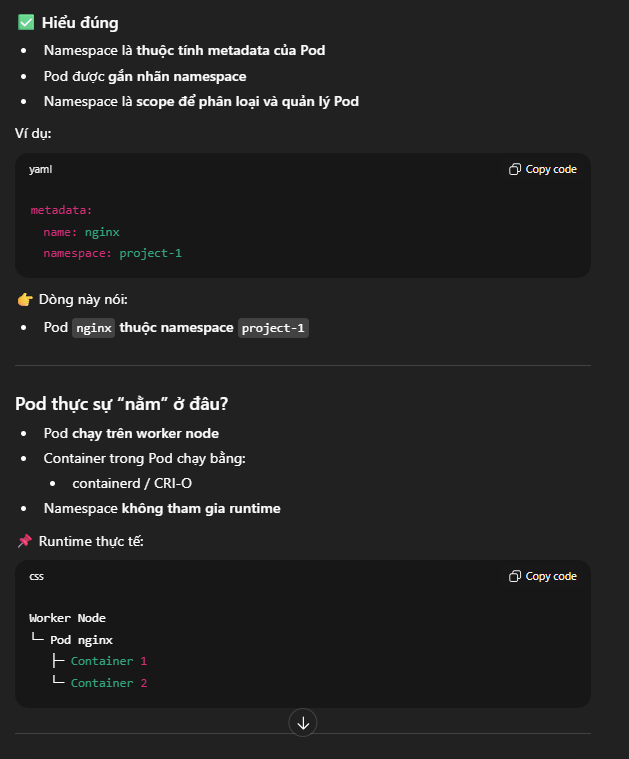 ✅ Hiểu đúng
• Namespace là thuộc tính metadata của Pod
• Pod được gắn nhãn namespace
• Namespace là scope để phân loại và quản lý Pod
Ví dụ:
yaml Copy code
metadata:
  name: nginx
  namespace: project-1
👉 Dòng này nói:
• Pod nginx thuộc namespace project-1
Pod thực sự “nằm” ở đâu?
• Pod chạy trên worker node
• Container trong Pod chạy bằng:
• containerd / CRI-O
• Namespace không tham gia runtime
📌 Runtime thực tế:
css Copy code
Worker Node
└─ Pod nginx
   ├─ Container 1
   └─ Container 2